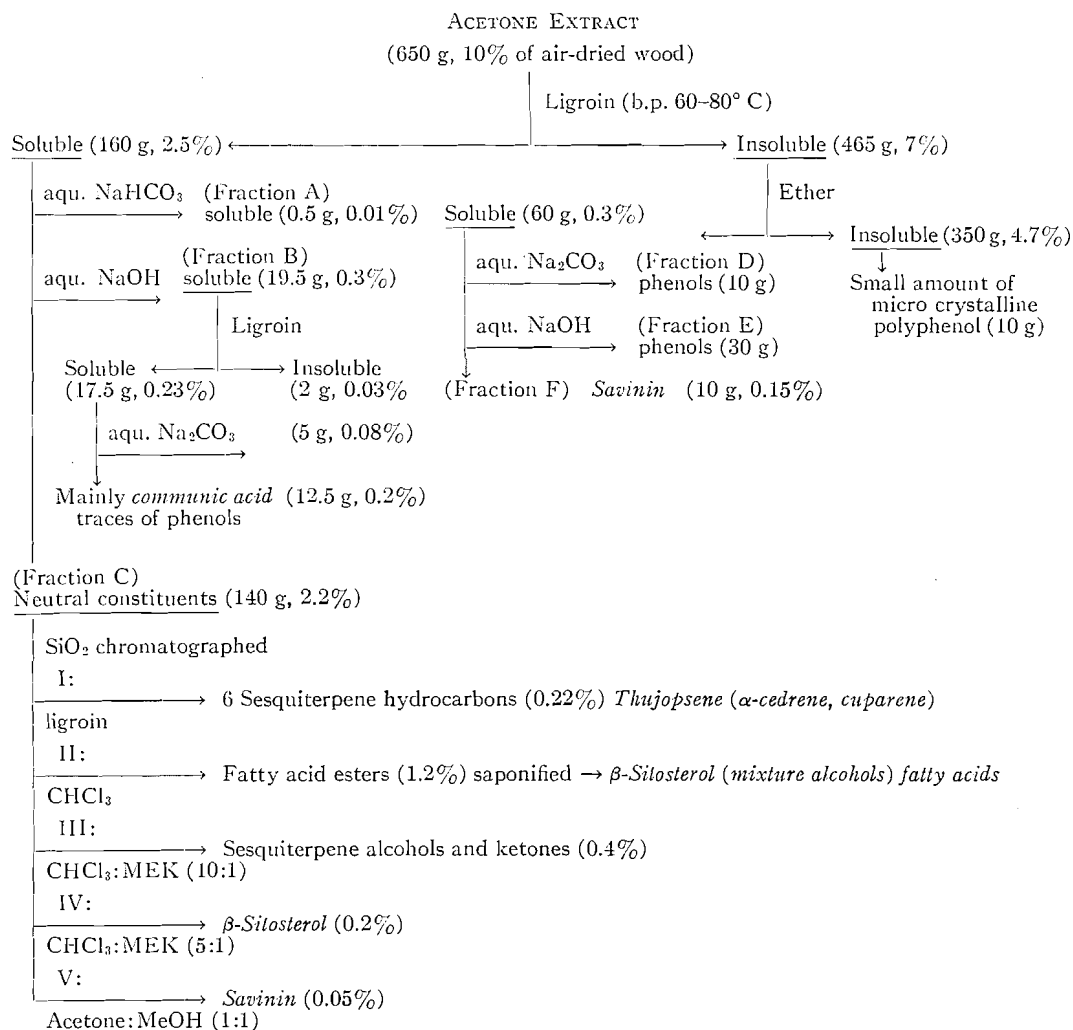 ACETONE EXTRACT
(650 g, 10% of air-dried wood)
Ligroin (b.p. 60–80° C)
Soluble (160 g, 2.5%)
Insoluble (465 g, 7%)
aqu. NaHCO₃ (Fraction A)
soluble (0.5 g, 0.01%)
Ether
Soluble (60 g, 0.3%)
Insoluble (350 g, 4.7%)
(Fraction B)
aqu. NaOH soluble (19.5 g, 0.3%)
aqu. Na₂CO₃ (Fraction D)
phenols (10 g)
Small amount of
micro crystalline
polyphenol (10 g)
Ligroin
aqu. NaOH (Fraction E)
phenols (30 g)
Soluble
(17.5 g, 0.23%)
Insoluble
(2 g, 0.03%
(Fraction F) Savinin (10 g, 0.15%)
aqu. Na₂CO₃ (5 g, 0.08%)
Mainly communic acid (12.5 g, 0.2%)
traces of phenols
(Fraction C)
Neutral constituents (140 g, 2.2%)
SiO₂ chromatographed
I:
6 Sesquiterpene hydrocarbons (0.22%) Thujopsene (α-cedrene, cuparene)
ligroin
II:
Fatty acid esters (1.2%) saponified → β-Sitosterol (mixture alcohols) fatty acids
CHCl₃
III:
Sesquiterpene alcohols and ketones (0.4%)
CHCl₃:MEK (10:1)
IV:
β-Sitosterol (0.2%)
CHCl₃:MEK (5:1)
V:
Savinin (0.05%)
Acetone:MeOH (1:1)